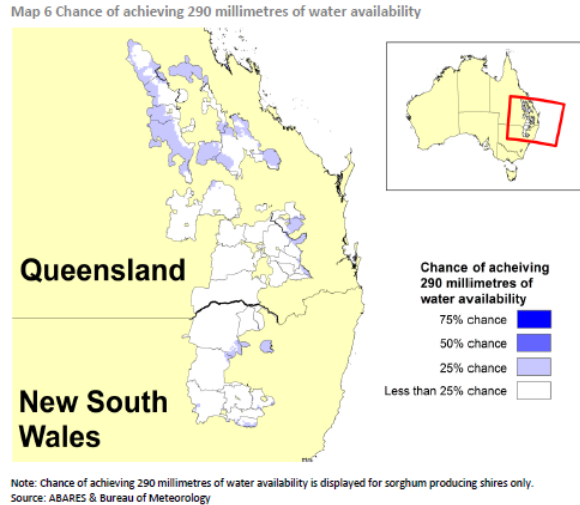 Map 6 Chance of achieving 290 millimetres of water availability
Queensland
New South
Wales
Chance of acheiving
290 millimetres of
water availability
75% chance
50% chance
25% chance
Less than 25% chance
Note: Chance of achieving 290 millimetres of water availability is displayed for sorghum producing shires only.
Source: ABARES & Bureau of Meteorology